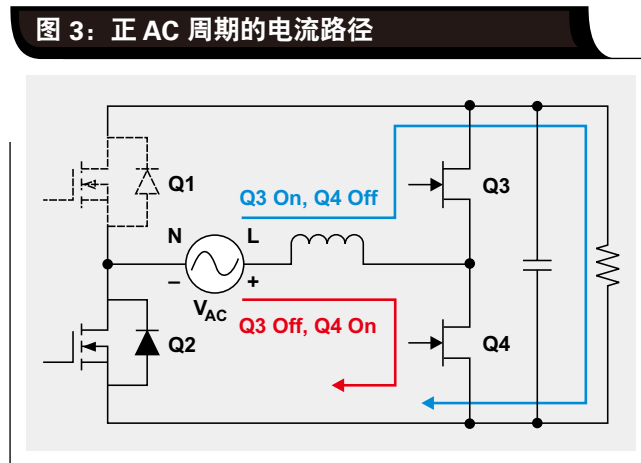 图 3：正 AC 周期的电流路径
Q1
Q3
Q3 On, Q4 Off
N
L
–
+
VAC
Q3 Off, Q4 On
Q2
Q4